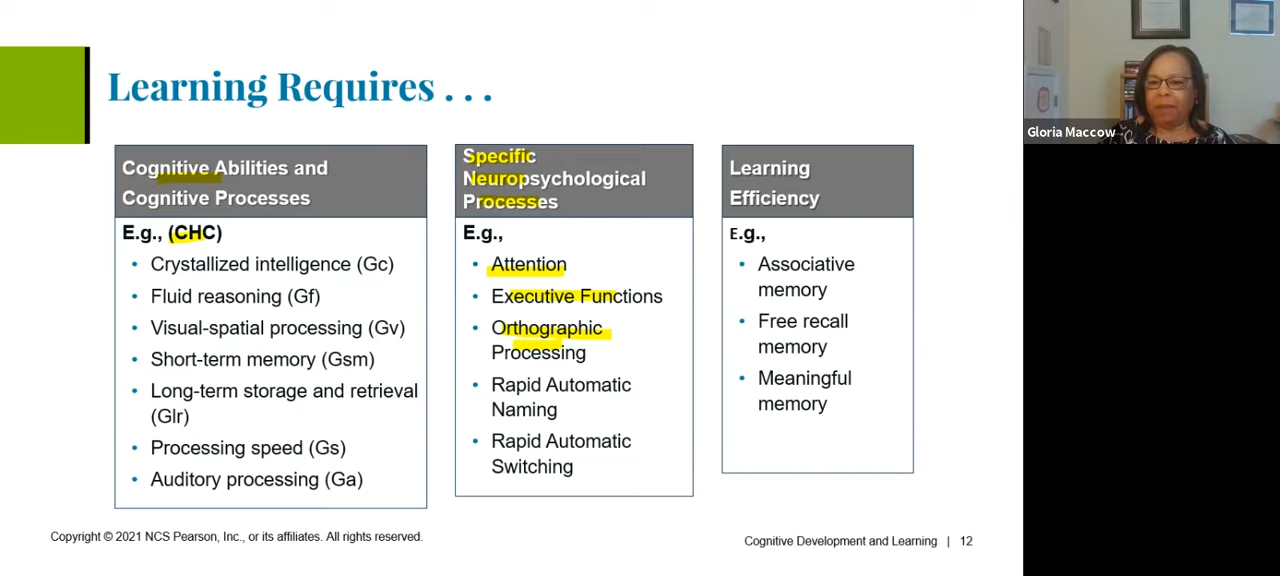 Learning Requires . . .
Cognitive Abilities and
Cognitive Processes
E.g., (CHC)
• Crystallized intelligence (Gc)
• Fluid reasoning (Gf)
• Visual-spatial processing (Gv)
• Short-term memory (Gsm)
• Long-term storage and retrieval
(Glr)
• Processing speed (Gs)
• Auditory processing (Ga)
Specific
Neuropsychological
Processes
E.g.,
• Attention
• Executive Functions
• Orthographic
Processing
• Rapid Automatic
Naming
• Rapid Automatic
Switching
Learning
Efficiency
E.g.,
• Associative
memory
• Free recall
memory
• Meaningful
memory
Copyright © 2021 NCS Pearson, Inc., or its affiliates. All rights reserved.
Cognitive Development and Learning | 12
Gloria Maccow